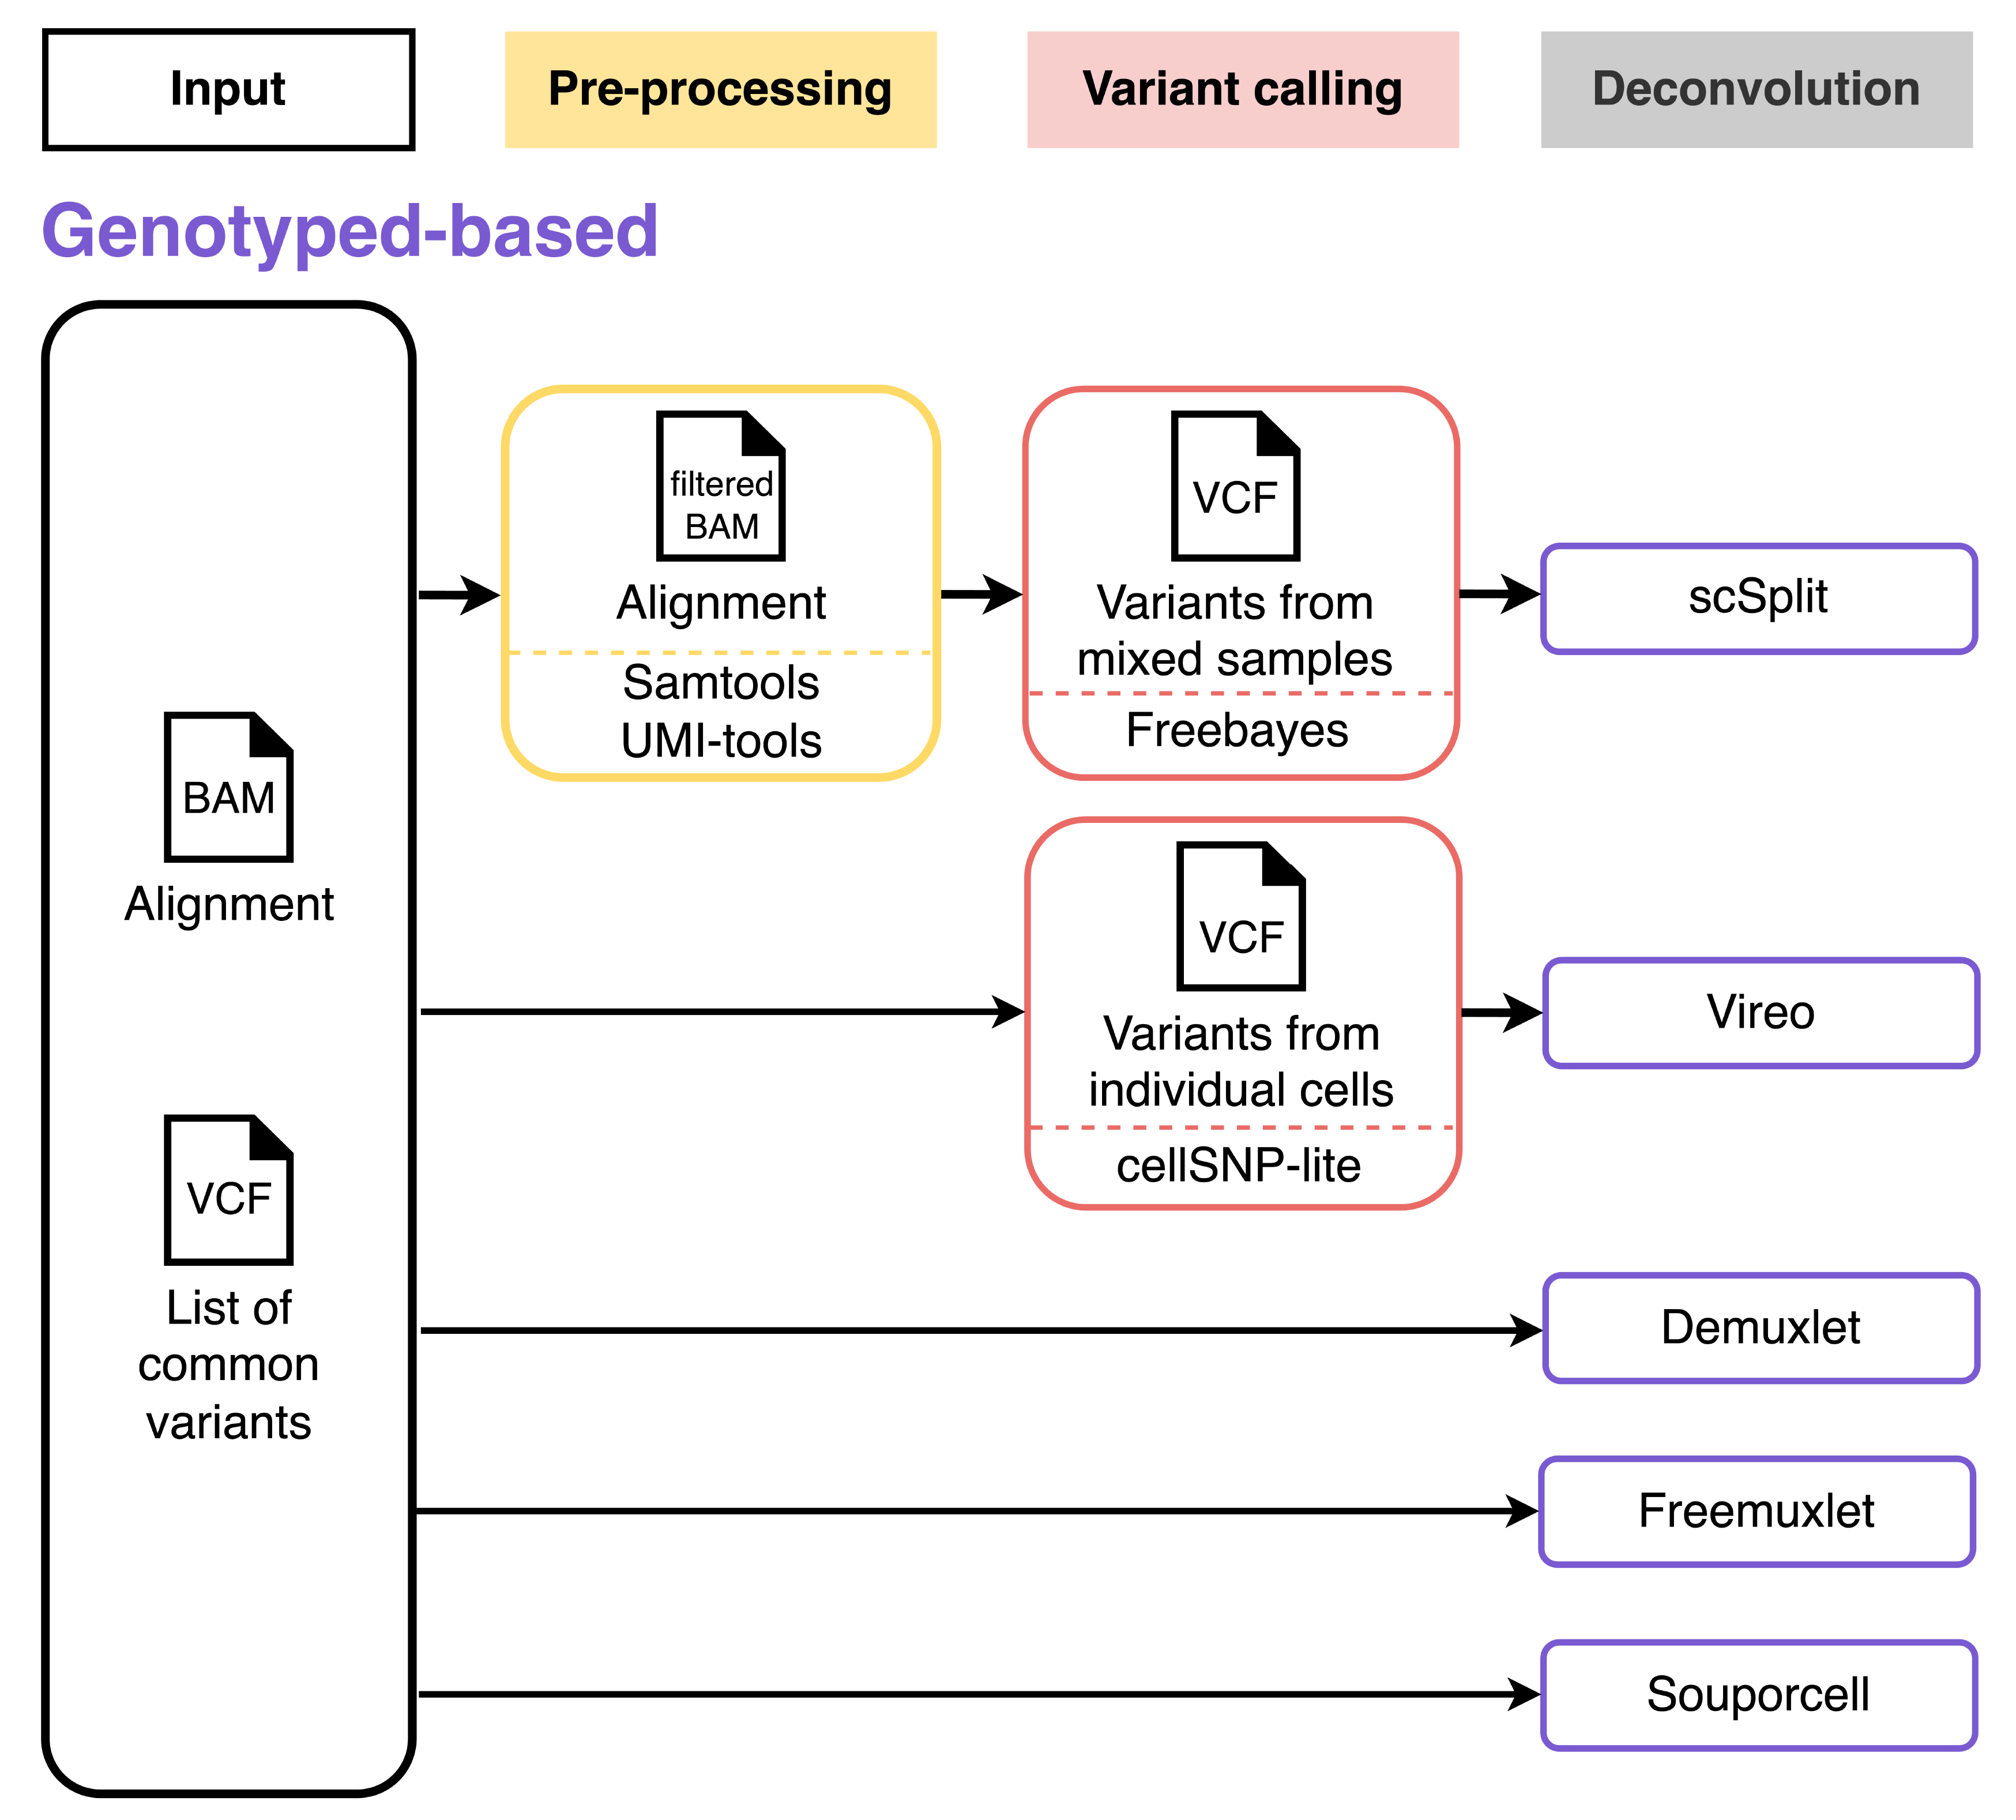 Input
Pre-processing
Variant calling
Deconvolution
Genotyped-based
BAM
Alignment
VCF
List of
common
variants
filtered
BAM
Alignment
Samtools
UMI-tools
VCF
Variants from
mixed samples
Freebayes
scSplit
VCF
Variants from
individual cells
cellSNP-lite
Vireo
Demuxlet
Freemuxlet
Souporcell